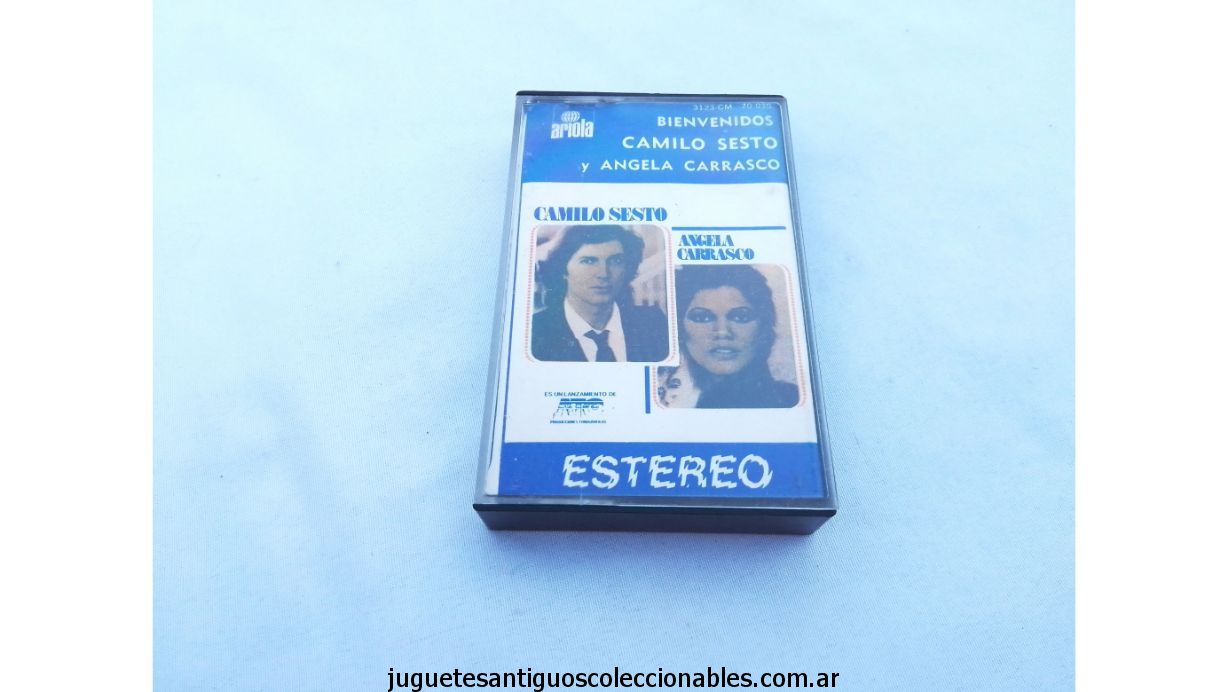 3123-CM 70.035
ariola
BIENVENIDOS
CAMILO SESTO
y ANGELA CARRASCO
CAMILO SESTO
ANGELA
CARRASCO
ES UN LANZAMIENTO DE
ESTEREO
juguetesantiguoscoleccionables.com.ar